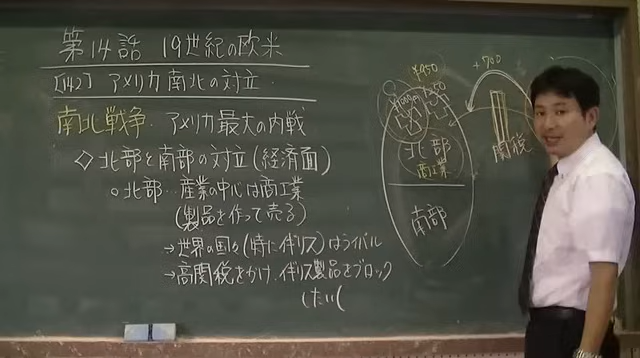 第14話 19世紀の欧米
[142] アメリカ南北の対立
南北戦争 アメリカ最大の内戦
◇北部と南部の対立(経済面)
○北部…産業の中心は商工業
(製品を作って売る)
→世界の国々(特にイギリス)はライバル
→高関税をかけ、イギリス製品をブロック
したい(
¥950
+700
北部
商工業
関税
南部